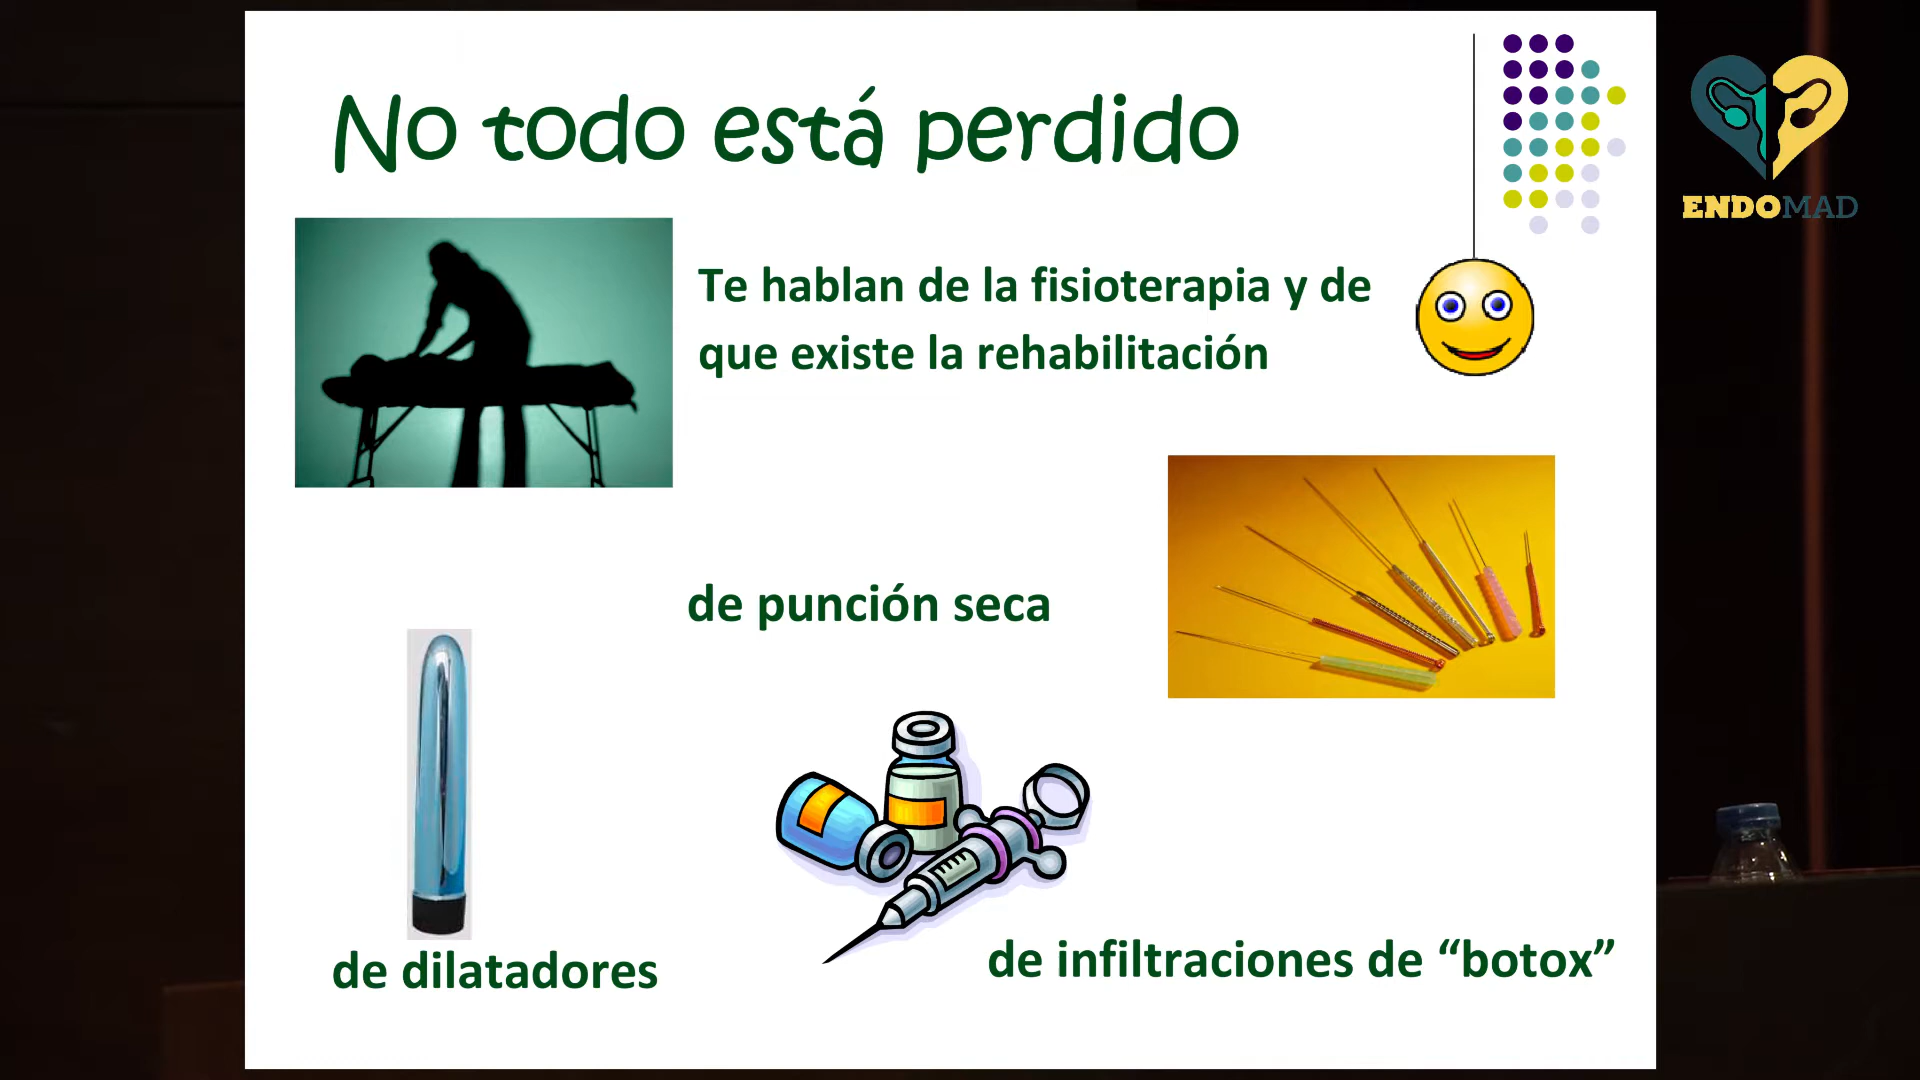 No todo está perdido
ENDOMAD
Te hablan de la fisioterapia y de
que existe la rehabilitación
de punción seca
de dilatadores
de infiltraciones de “botox”